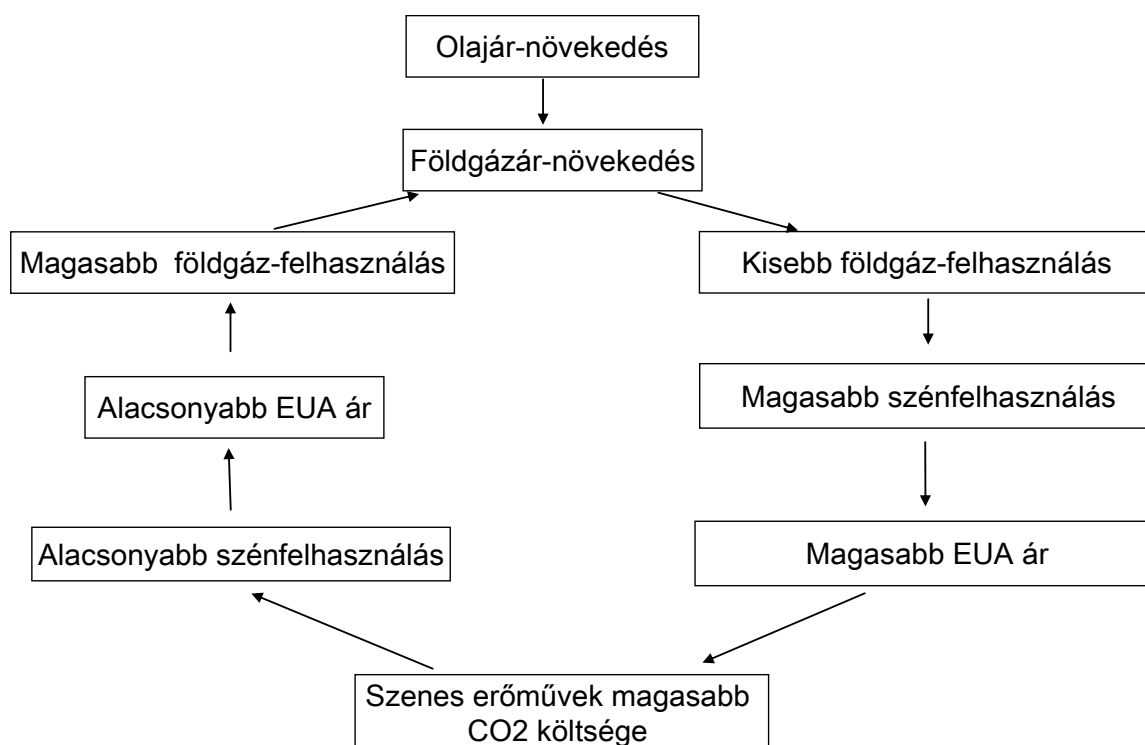 Olajár-növekedés
Földgázár-növekedés
Magasabb földgáz-felhasználás
Kisebb földgáz-felhasználás
Alacsonyabb EUA ár
Magasabb szénfelhasználás
Alacsonyabb szénfelhasználás
Magasabb EUA ár
Szenes erőművek magasabb
CO2 költsége